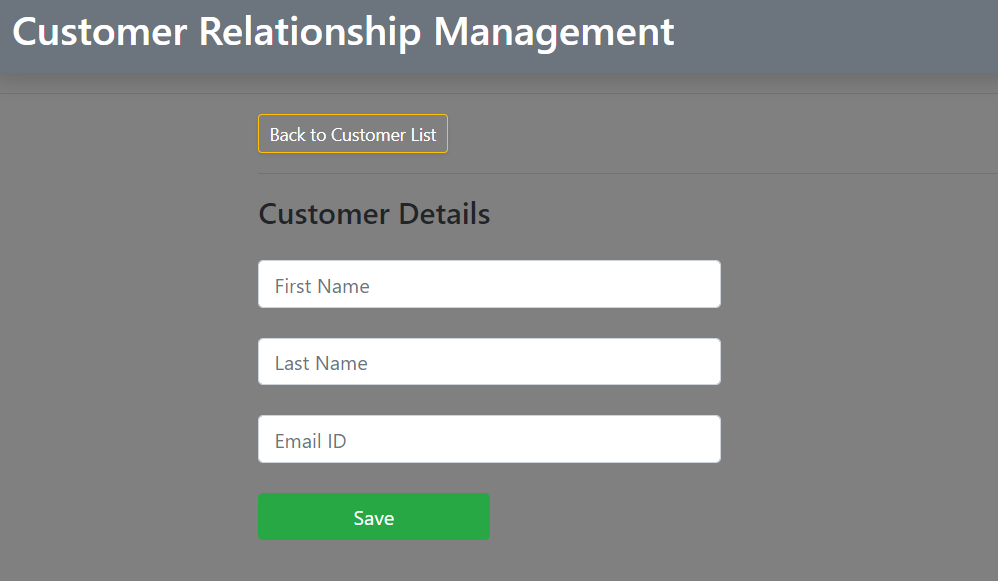 Customer Relationship Management
Back to Customer List
Customer Details
First Name
Last Name
Email ID
Save